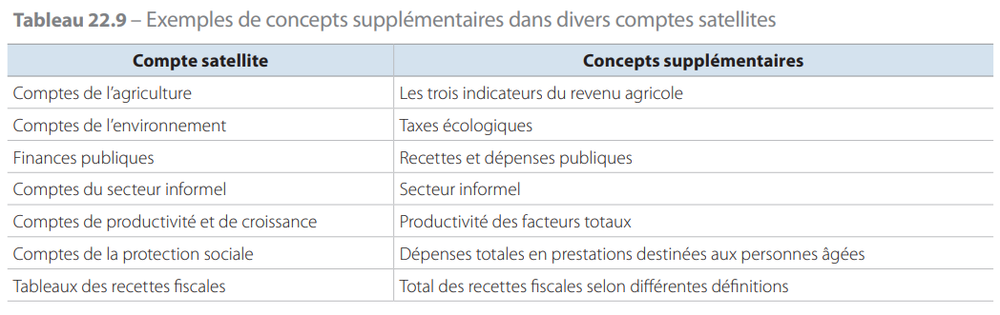 Tableau 22.9 – Exemples de concepts supplémentaires dans divers comptes satellites
Compte satellite Concepts supplémentaires
Comptes de l’agriculture Les trois indicateurs du revenu agricole
Comptes de l’environnement Taxes écologiques
Finances publiques Recettes et dépenses publiques
Comptes du secteur informel Secteur informel
Comptes de productivité et de croissance Productivité des facteurs totaux
Comptes de la protection sociale Dépenses totales en prestations destinées aux personnes âgées
Tableaux des recettes fiscales Total des recettes fiscales selon différentes définitions